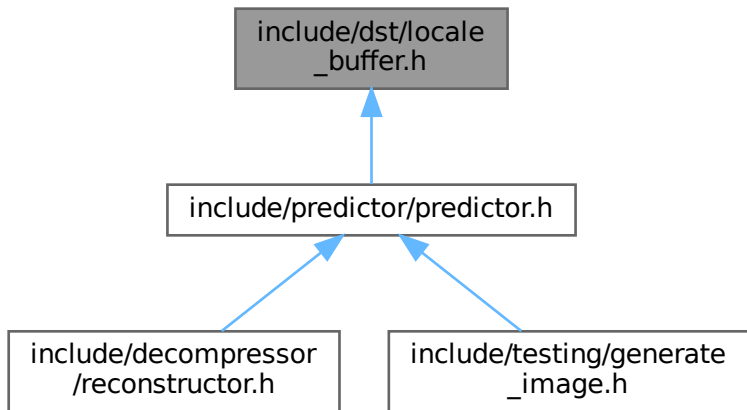 include/dst/locale
_buffer.h
include/predictor/predictor.h
include/decompressor
/reconstructor.h
include/testing/generate
_image.h